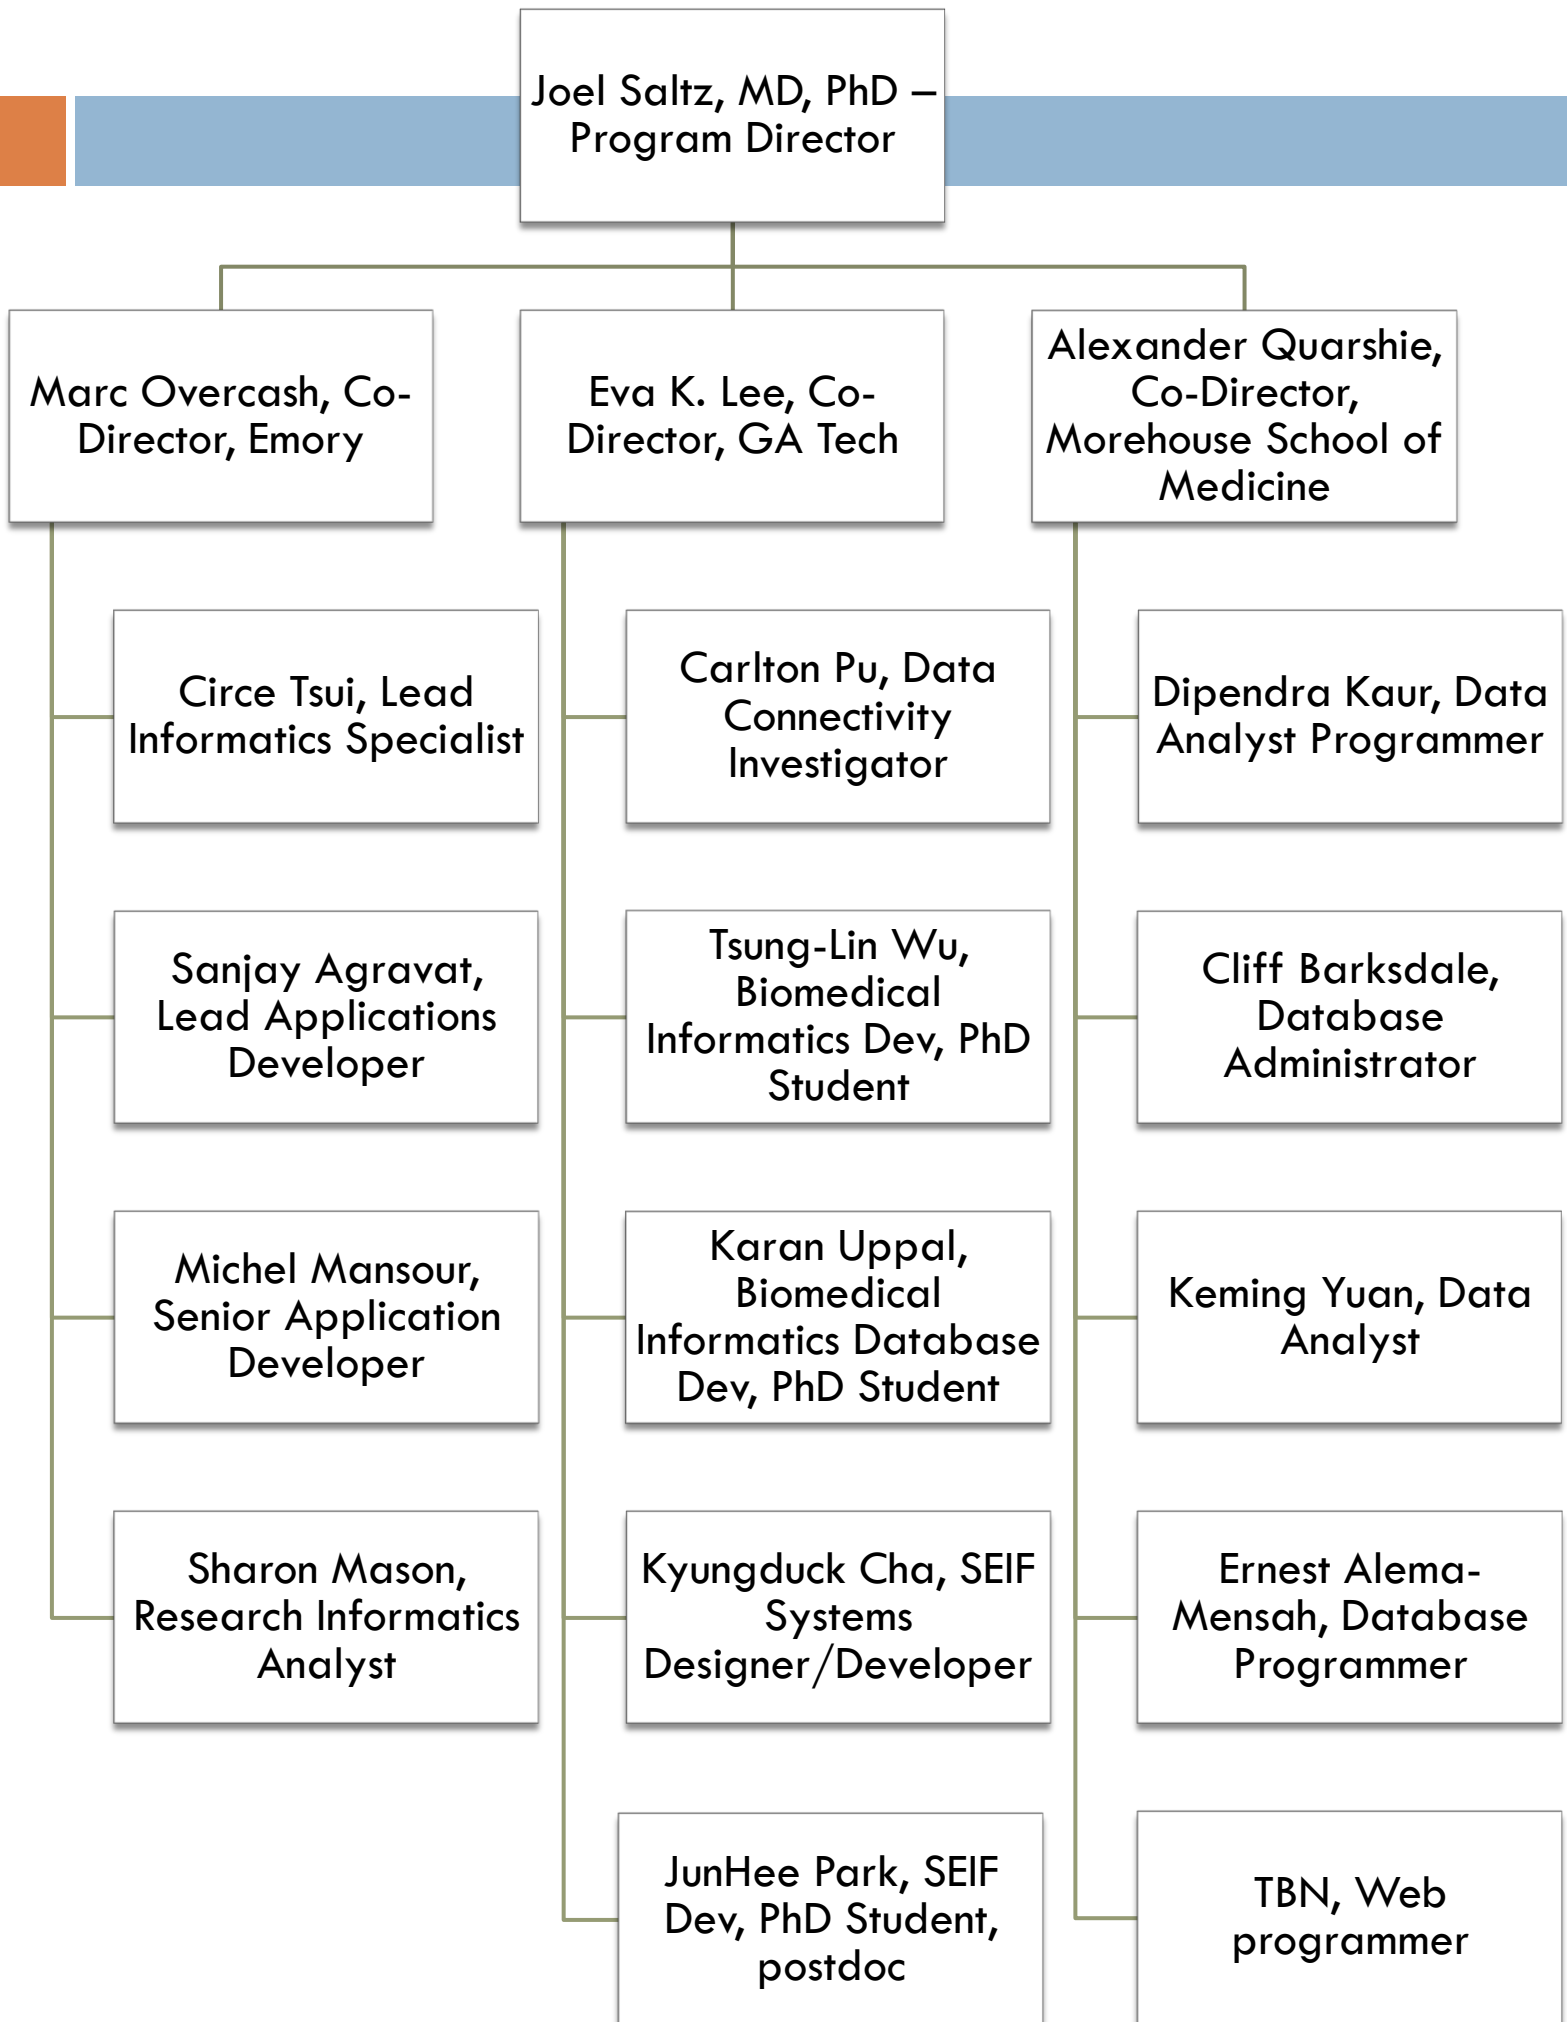 Joel Saltz, MD, PhD –
Program Director
Marc Overcash, Co-
Director, Emory
Eva K. Lee, Co-
Director, GA Tech
Alexander Quarshie,
Co-Director,
Morehouse School of
Medicine
Circe Tsui, Lead
Informatics Specialist
Sanjay Agravat,
Lead Applications
Developer
Michel Mansour,
Senior Application
Developer
Sharon Mason,
Research Informatics
Analyst
Carlton Pu, Data
Connectivity
Investigator
Tsung-Lin Wu,
Biomedical
Informatics Dev, PhD
Student
Karan Uppal,
Biomedical
Informatics Database
Dev, PhD Student
Kyungduck Cha, SEIF
Systems
Designer/Developer
JunHee Park, SEIF
Dev, PhD Student,
postdoc
Dipendra Kaur, Data
Analyst Programmer
Cliff Barksdale,
Database
Administrator
Keming Yuan, Data
Analyst
Ernest Alema-
Mensah, Database
Programmer
TBN, Web
programmer